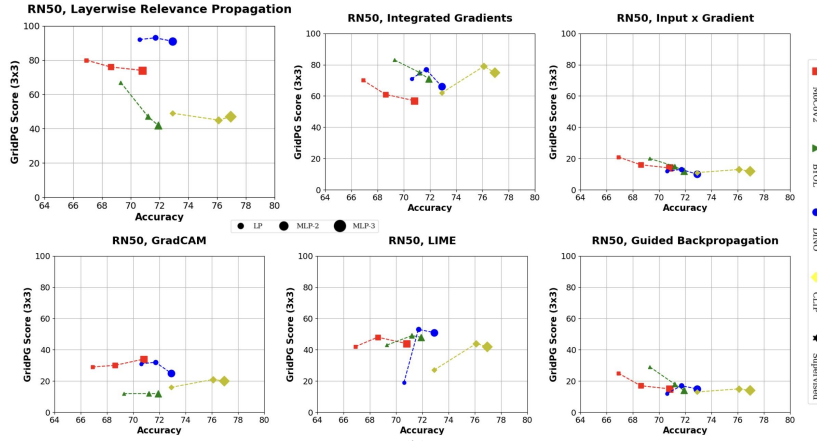 RN50, Layerwise Relevance Propagation
GridPG Score (3x3)
100
80
60
40
20
0
64 66 68 70 72 74 76 78 80
Accuracy
RN50, Integrated Gradients
GridPG Score (3x3)
100
80
60
40
20
0
64 66 68 70 72 74 76 78 80
Accuracy
RN50, Input x Gradient
GridPG Score (3x3)
100
80
60
40
20
0
64 66 68 70 72 74 76 78 80
Accuracy
LP MLP-2 MLP-3
RN50, GradCAM
GridPG Score (3x3)
100
80
60
40
20
0
64 66 68 70 72 74 76 78 80
Accuracy
RN50, LIME
GridPG Score (3x3)
100
80
60
40
20
0
64 66 68 70 72 74 76 78 80
Accuracy
RN50, Guided Backpropagation
GridPG Score (3x3)
100
80
60
40
20
0
64 66 68 70 72 74 76 78 80
Accuracy